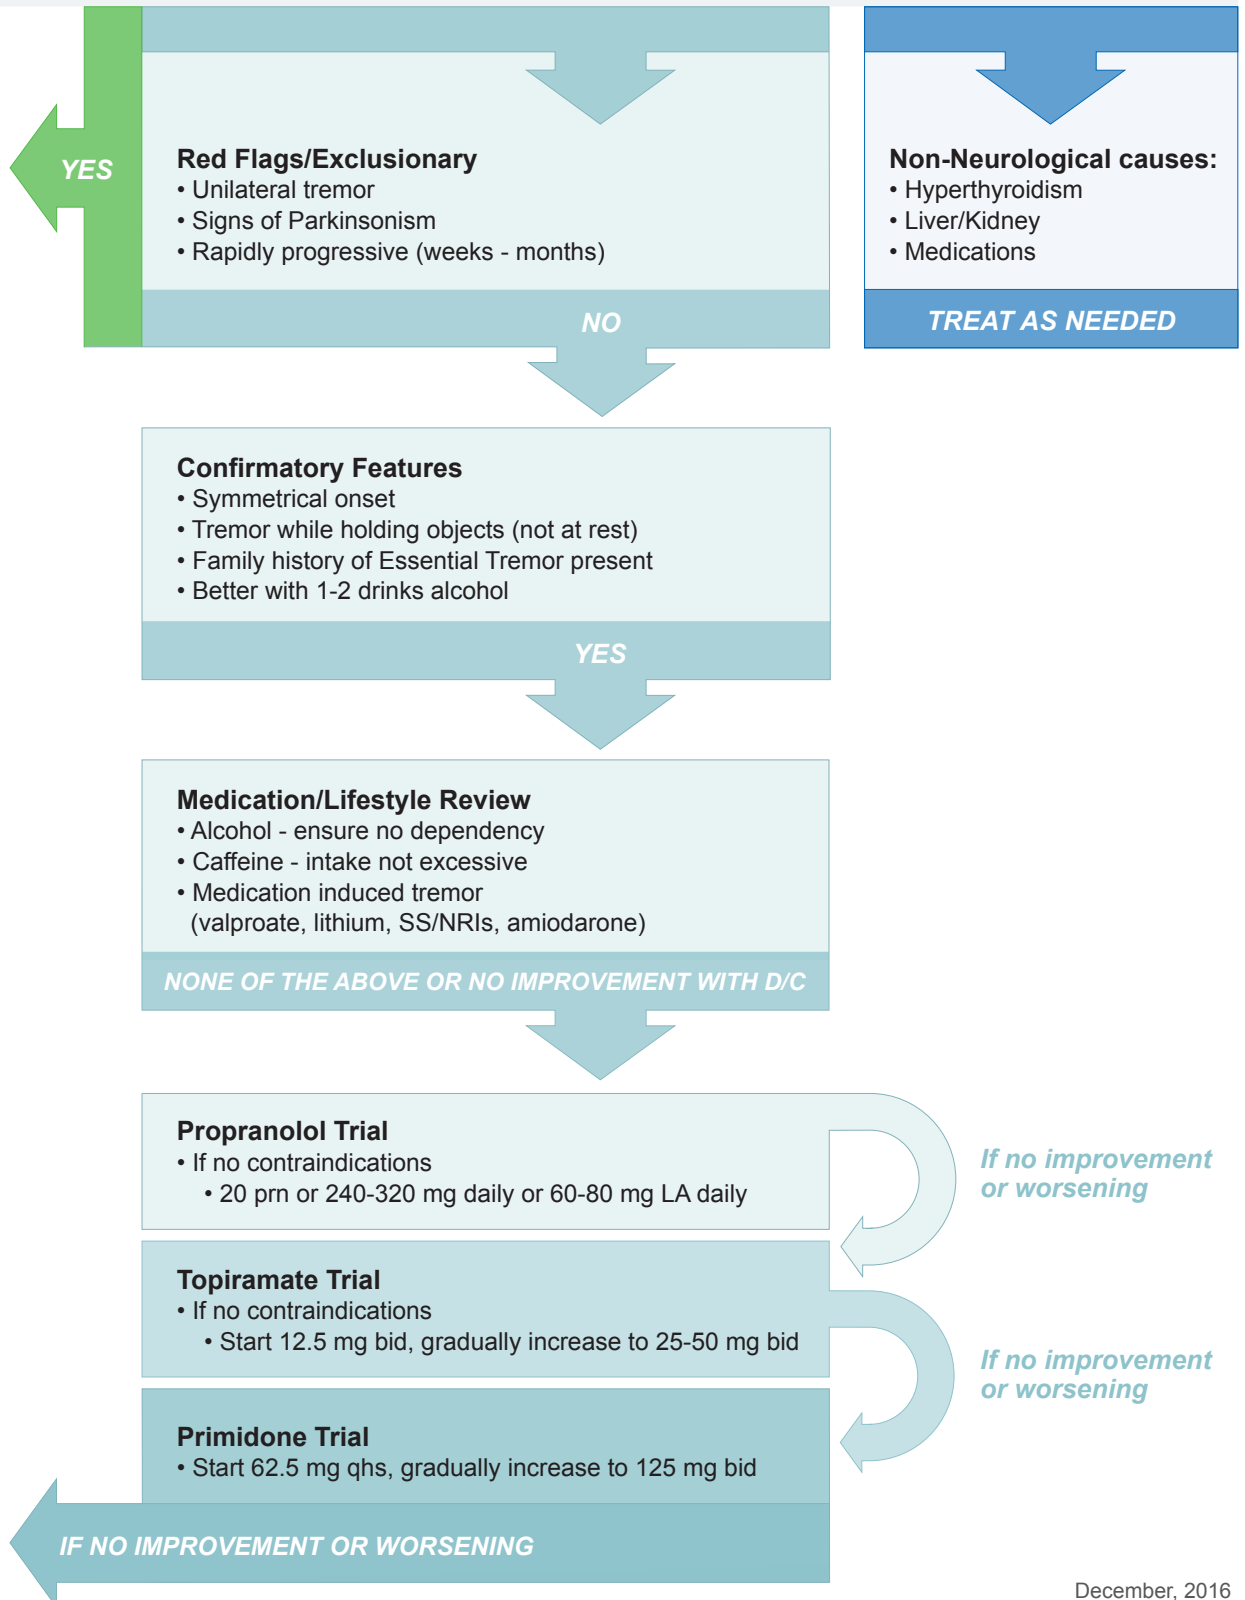 YES
Red Flags/Exclusionary
• Unilateral tremor
• Signs of Parkinsonism
• Rapidly progressive (weeks - months)
NO
Non-Neurological causes:
• Hyperthyroidism
• Liver/Kidney
• Medications
TREAT AS NEEDED
Confirmatory Features
• Symmetrical onset
• Tremor while holding objects (not at rest)
• Family history of Essential Tremor present
• Better with 1-2 drinks alcohol
YES
Medication/Lifestyle Review
• Alcohol - ensure no dependency
• Caffeine - intake not excessive
• Medication induced tremor
(valproate, lithium, SS/NRIs, amiodarone)
NONE OF THE ABOVE OR NO IMPROVEMENT WITH D/C
Propranolol Trial
• If no contraindications
• 20 prn or 240-320 mg daily or 60-80 mg LA daily
If no improvement
or worsening
Topiramate Trial
• If no contraindications
• Start 12.5 mg bid, gradually increase to 25-50 mg bid
If no improvement
or worsening
Primidone Trial
• Start 62.5 mg qhs, gradually increase to 125 mg bid
IF NO IMPROVEMENT OR WORSENING
December, 2016